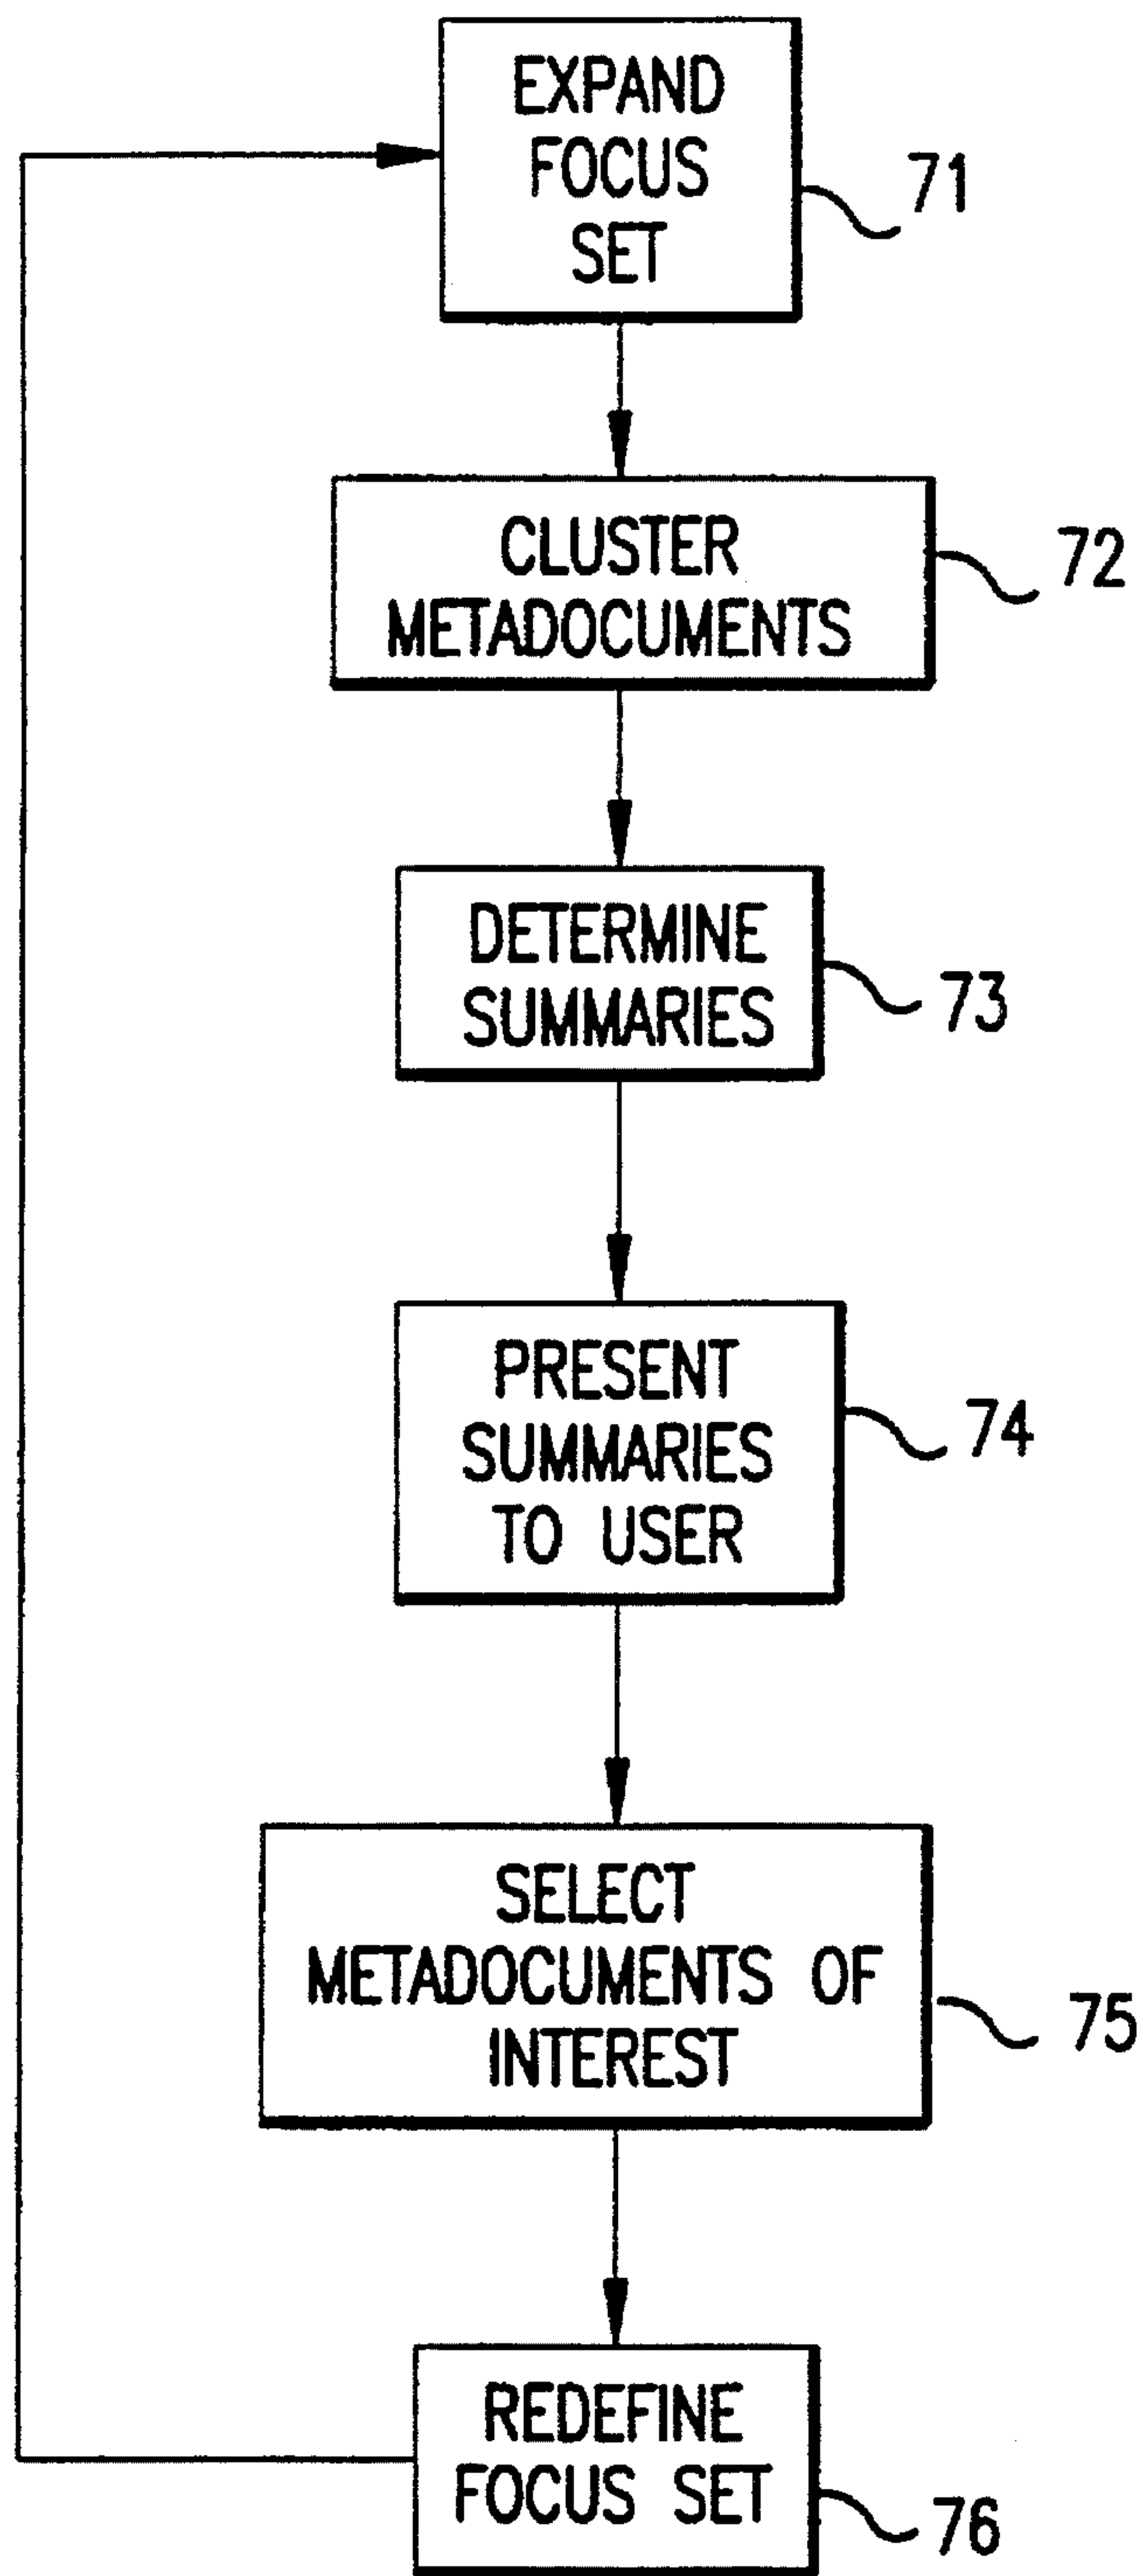 EXPAND
FOCUS
SET
71
CLUSTER
METADOCUMENTS
72
DETERMINE
SUMMARIES
73
PRESENT
SUMMARIES
TO USER
74
SELECT
METADOCUMENTS OF
INTEREST
75
REDEFINE
FOCUS SET
76